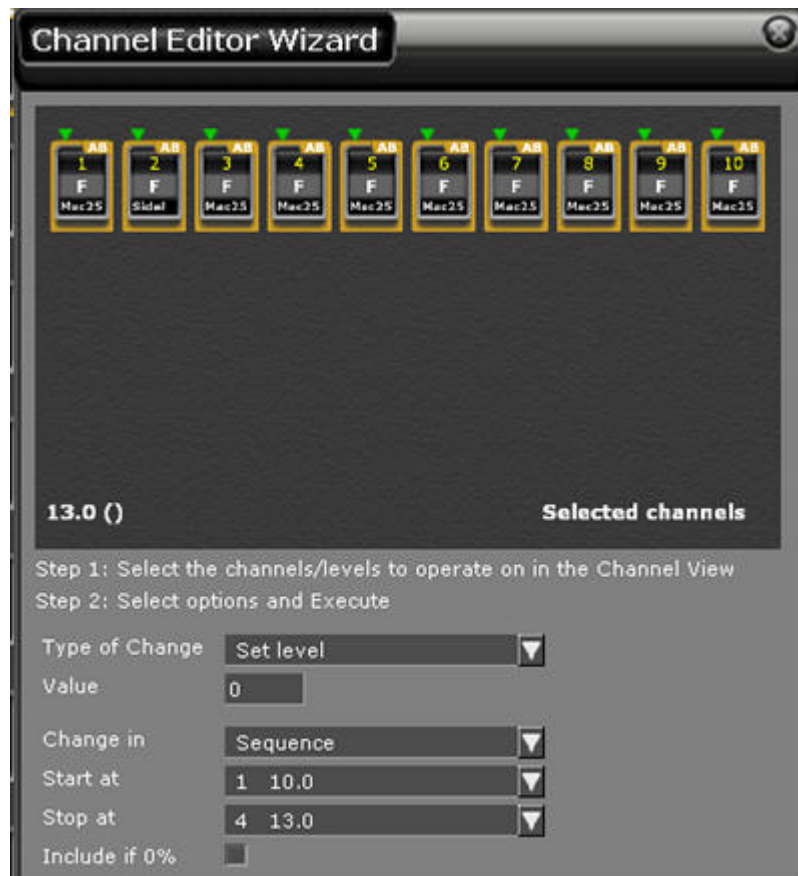 Channel Editor Wizard
AB AB AB AB AB AB AB AB AB AB
1 2 3 4 5 6 7 8 9 10
F F F F F F F F F F
Mac25 Sidel Mac25 Mac25 Mac25 Mac25 Mac25 Mac25 Mac25 Mac25
13.0 () Selected channels
Step 1: Select the channels/levels to operate on in the Channel View
Step 2: Select options and Execute
Type of Change Set level
Value 0
Change in Sequence
Start at 1 10.0
Stop at 4 13.0
Include if 0%